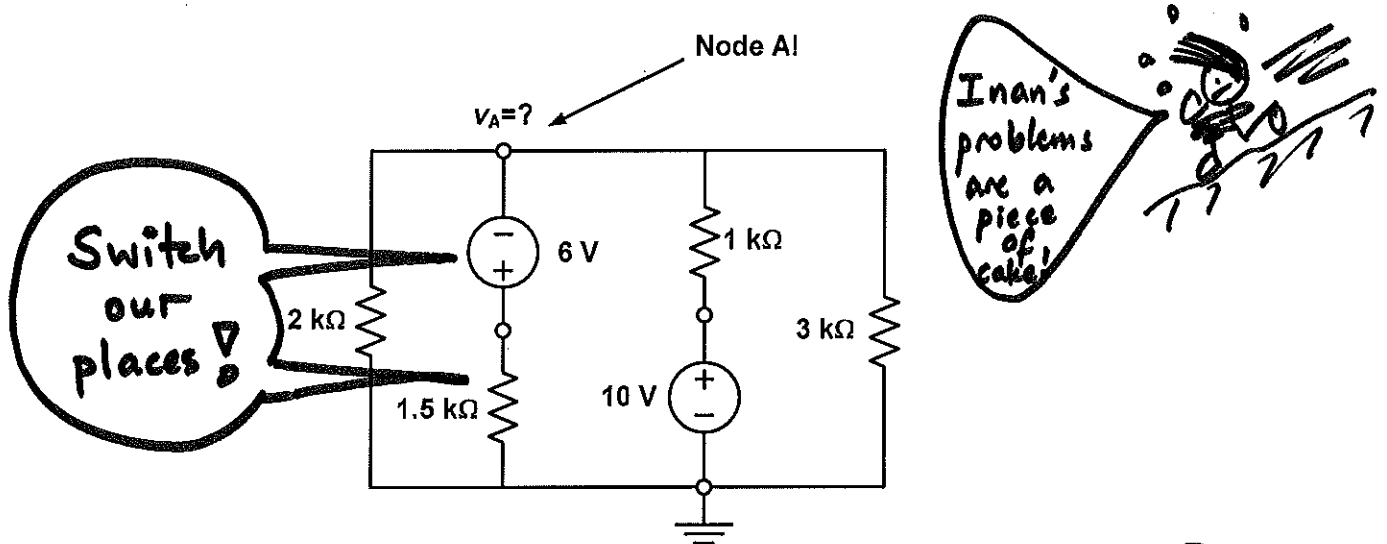 Node A!
vA=?
Inan's
problems
are a
piece
of
cake!
Switch
our
places!
−
+
6 V
1 kΩ
2 kΩ
3 kΩ
+
−
10 V
1.5 kΩ